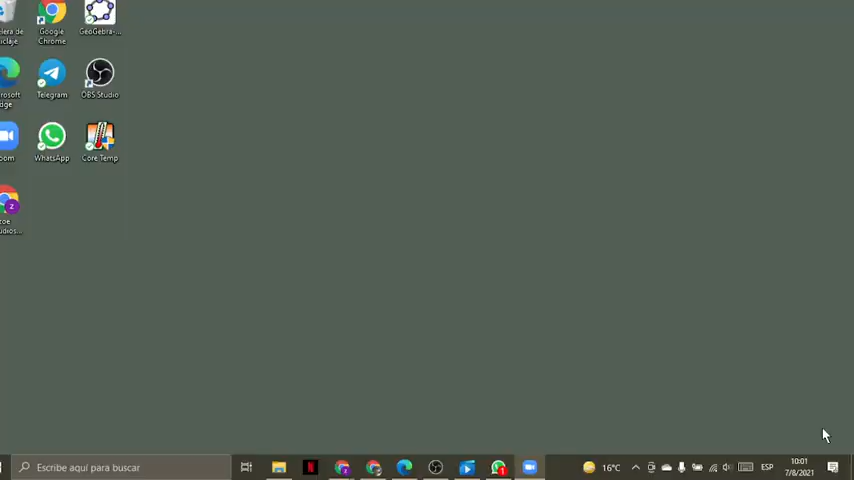 Google
Chrome
GeoGebra-...
Telegram
OBS Studio
WhatsApp
Core Temp
z
Escribe aquí para buscar
N
1
16°C
ESP
10:01
7/8/2021